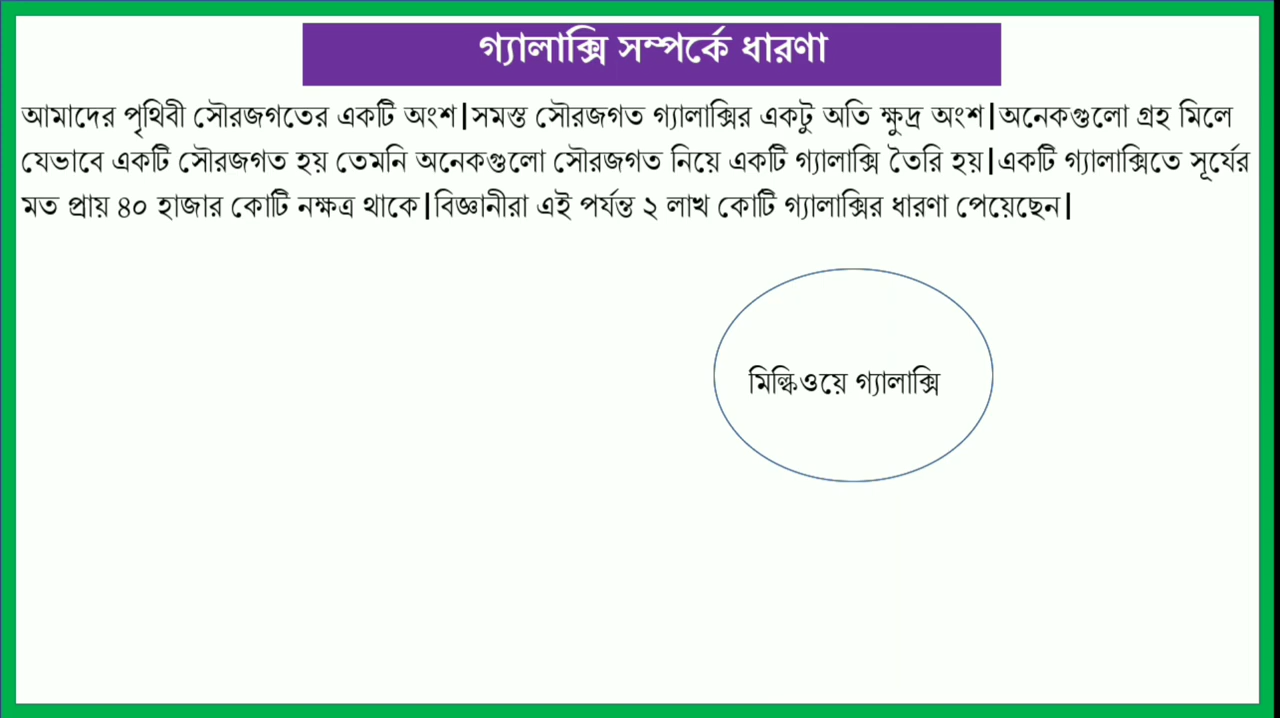 গ্যালাক্সি সম্পর্কে ধারণা
আমাদের পৃথিবী সৌরজগতের একটি অংশ|সমস্ত সৌরজগত গ্যালাক্সির একটু অতি ক্ষুদ্র অংশ|অনেকগুলো গ্রহ মিলে
যেভাবে একটি সৌরজগত হয় তেমনি অনেকগুলো সৌরজগত নিয়ে একটি গ্যালাক্সি তৈরি হয়|একটি গ্যালাক্সিতে সূর্যের
মত প্রায় ৪০ হাজার কোটি নক্ষত্র থাকে|বিজ্ঞানীরা এই পর্যন্ত ২ লাখ কোটি গ্যালাক্সির ধারণা পেয়েছেন|
মিল্কিওয়ে গ্যালাক্সি